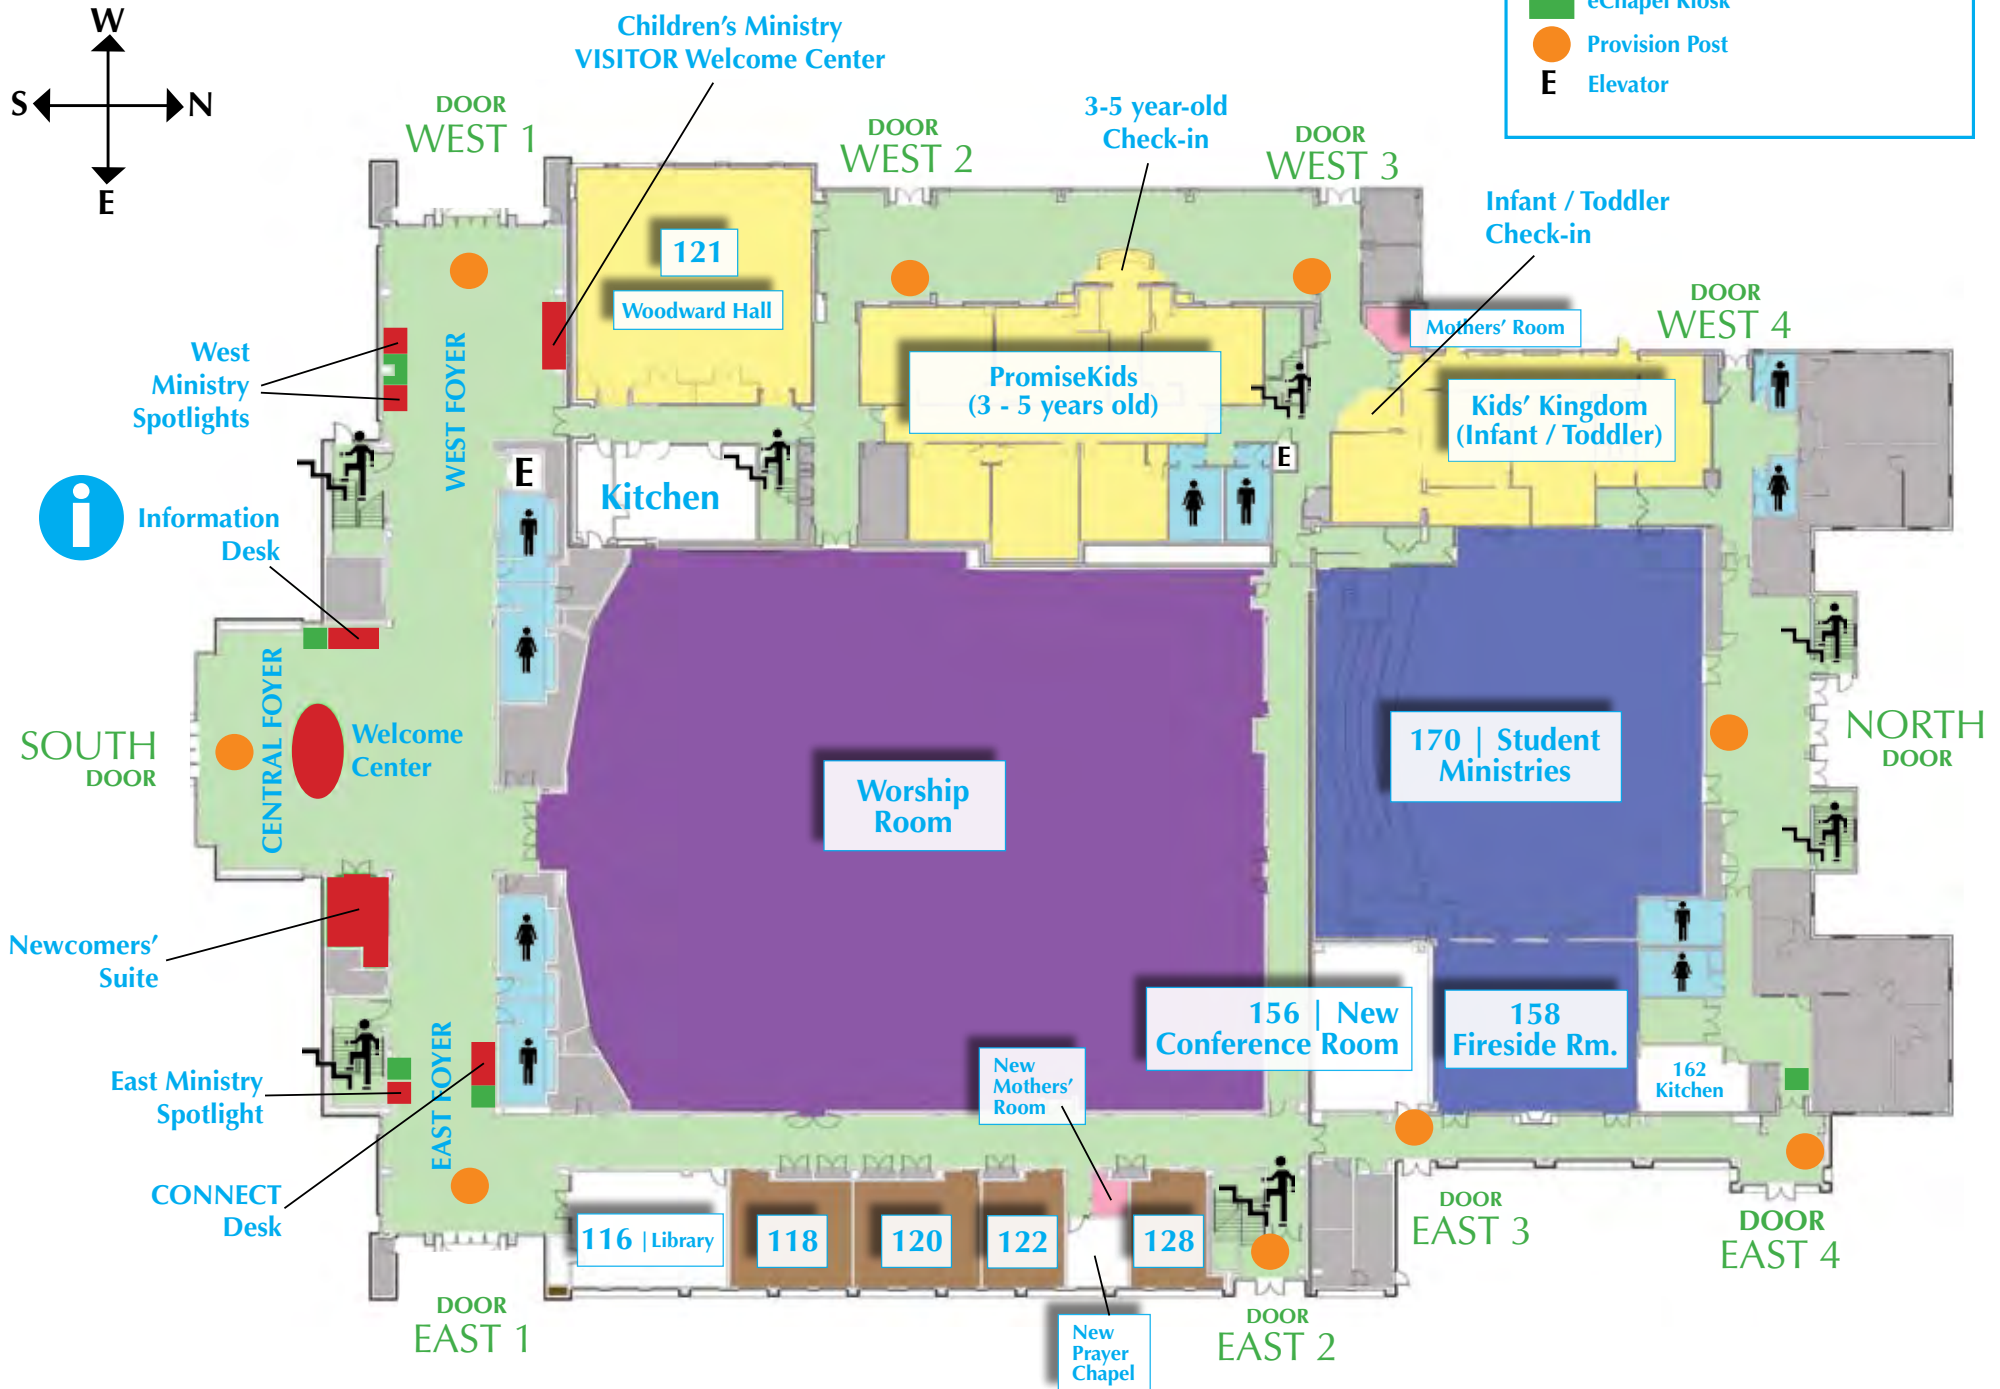 W
S
N
E
Children's Ministry
VISITOR Welcome Center
eChapel Kiosk
Provision Post
E
Elevator
DOOR
WEST 1
DOOR
WEST 2
3-5 year-old
Check-in
DOOR
WEST 3
Infant / Toddler
Check-in
DOOR
WEST 4
121
Woodward Hall
Mothers' Room
West
Ministry
Spotlights
WEST FOYER
PromiseKids
(3 - 5 years old)
Kids' Kingdom
(Infant / Toddler)
E
Kitchen
E
i
Information
Desk
SOUTH
DOOR
CENTRAL FOYER
Welcome
Center
Worship
Room
170 | Student
Ministries
NORTH
DOOR
Newcomers'
Suite
156 | New
Conference Room
158
Fireside Rm.
162
Kitchen
East Ministry
Spotlight
EAST FOYER
New
Mothers'
Room
CONNECT
Desk
116 | Library
118
120
122
128
DOOR
EAST 3
DOOR
EAST 4
DOOR
EAST 1
New
Prayer
Chapel
DOOR
EAST 2